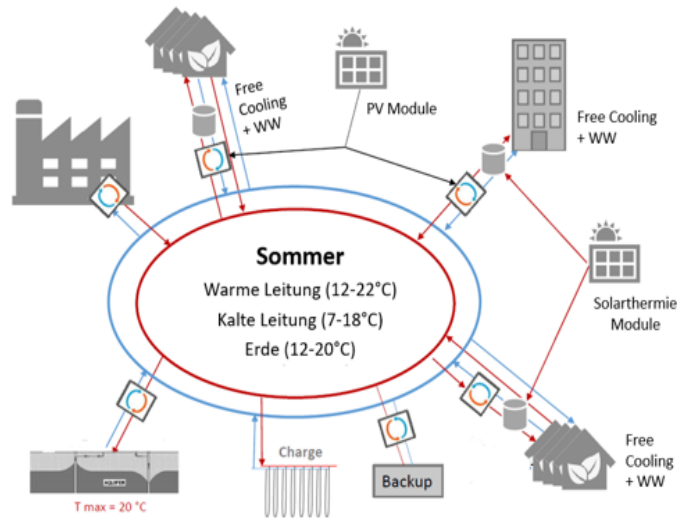 Free
Cooling
+ WW
PV Module
Free Cooling
+ WW
Sommer
Warme Leitung (12-22°C)
Kalte Leitung (7-18°C)
Erde (12-20°C)
Solarthermie
Module
Charge
Backup
Free
Cooling
+ WW
AQUIFER
T max = 20 °C